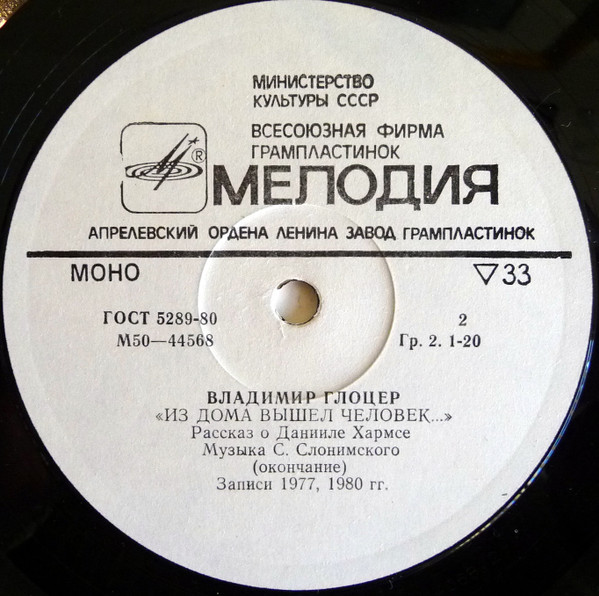 МИНИСТЕРСТВО
КУЛЬТУРЫ СССР
ВСЕСОЮЗНАЯ ФИРМА
ГРАМПЛАСТИНОК
®
МЕЛОДИЯ
АПРЕЛЕВСКИЙ ОРДЕНА ЛЕНИНА ЗАВОД ГРАМПЛАСТИНОК
МОНО ▽33
ГОСТ 5289-80 2
М50—44568 Гр. 2. 1-20
ВЛАДИМИР ГЛОЦЕР
«ИЗ ДОМА ВЫШЕЛ ЧЕЛОВЕК...»
Рассказ о Данииле Хармсе
Музыка С. Слонимского
(окончание)
Записи 1977, 1980 гг.